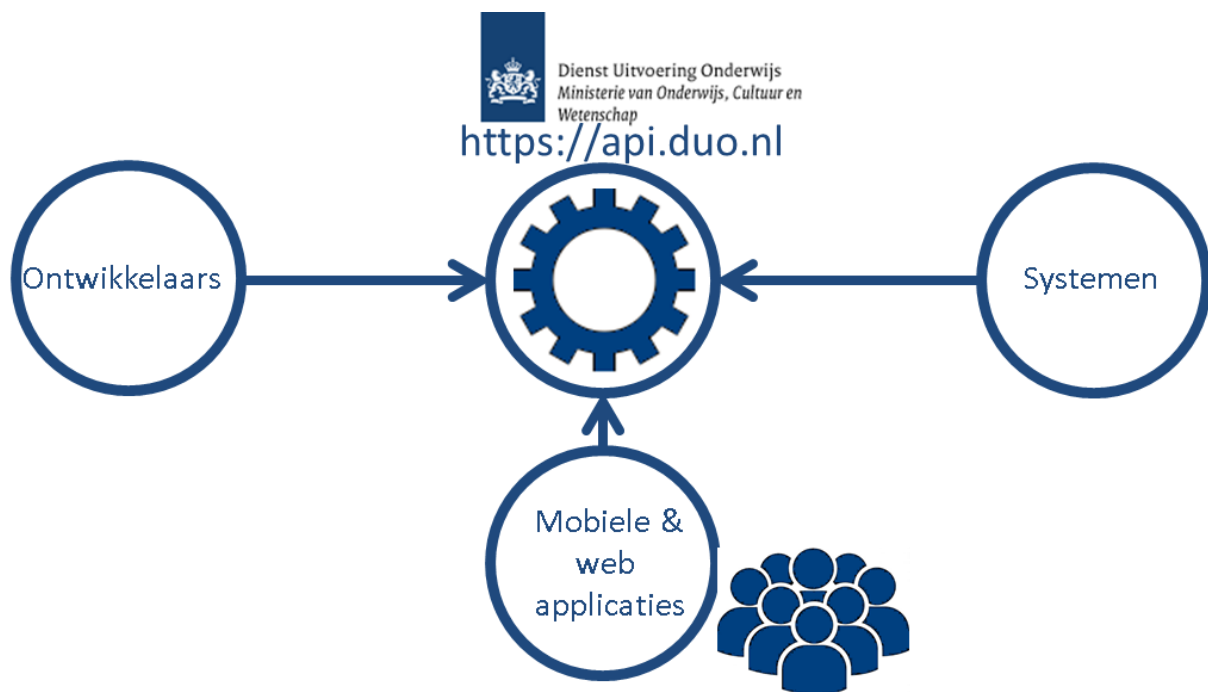 Dienst Uitvoering Onderwijs
Ministerie van Onderwijs, Cultuur en
Wetenschap
https://api.duo.nl
Ontwikkelaars
Systemen
Mobiele &
web
applicaties